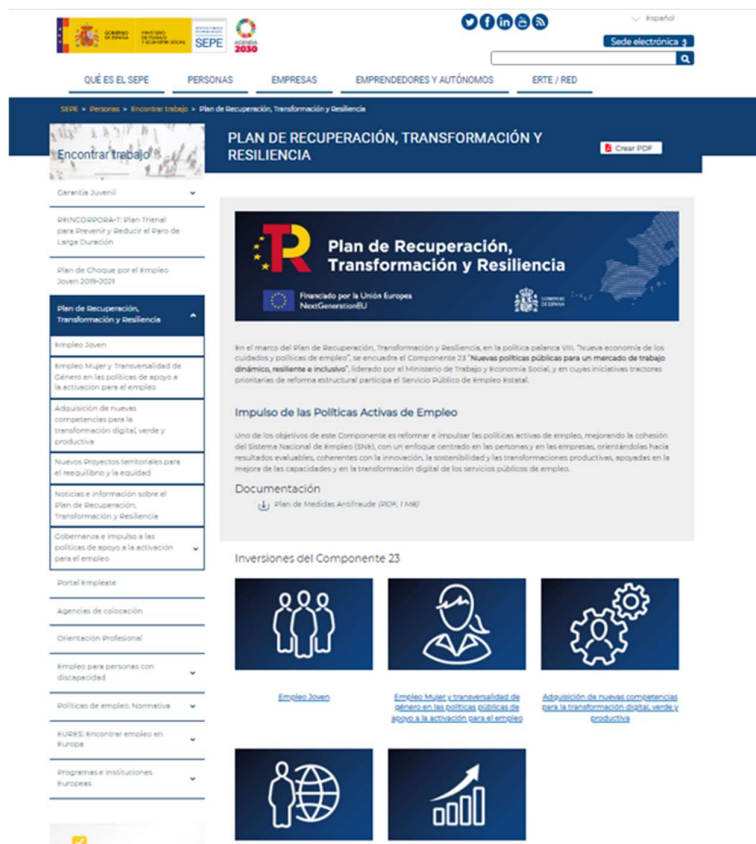 GOBIERNO
DE ESPAÑA
MINISTERIO
DE TRABAJO
Y ECONOMÍA SOCIAL
SEPE
AGENDA
2030
Español
Sede electrónica
QUÉ ES EL SEPE
PERSONAS
EMPRESAS
EMPRENDEDORES Y AUTÓNOMOS
ERTE / RED
SEPE > Personas > Encontrar trabajo > Plan de Recuperación, Transformación y Resiliencia
Encontrar trabajo
Garantía Juvenil
REINCORPORA-T: Plan Trienal
para Prevenir y Reducir el Paro de
Larga Duración
Plan de Choque por el Empleo
Joven 2019-2021
Plan de Recuperación,
Transformación y Resiliencia
Empleo Joven
Empleo Mujer y Transversalidad de
Género en las políticas de apoyo a
la activación para el empleo
Adquisición de nuevas
competencias para la
transformación digital, verde y
productiva
Nuevos Proyectos territoriales para
el reequilibrio y la equidad
Noticias e información sobre el
Plan de Recuperación,
Transformación y Resiliencia
Gobernanza e impulso a las
políticas de apoyo a la activación
para el empleo
Portal Empléate
Agencias de colocación
Orientación Profesional
Empleo para personas con
discapacidad
Políticas de empleo. Normativa
EURES: Encontrar empleo en
Europa
Programas e Instituciones
Europeas
PLAN DE RECUPERACIÓN, TRANSFORMACIÓN Y
RESILIENCIA
Crear PDF
Plan de Recuperación,
Transformación y Resiliencia
Financiado por la Unión Europea
NextGenerationEU
GOBIERNO
DE ESPAÑA
En el marco del Plan de Recuperación, Transformación y Resiliencia, en la política palanca VIII. "Nueva economía de los
cuidados y políticas de empleo", se encuadra el Componente 23 "Nuevas políticas públicas para un mercado de trabajo
dinámico, resiliente e inclusivo", liderado por el Ministerio de Trabajo y Economía Social, y en cuyas iniciativas tractoras
prioritarias de reforma estructural participa el Servicio Público de Empleo Estatal.
Impulso de las Políticas Activas de Empleo
Uno de los objetivos de este Componente es reformar e impulsar las políticas activas de empleo, mejorando la cohesión
del Sistema Nacional de Empleo (SNE), con un enfoque centrado en las personas y en las empresas, orientándolas hacia
resultados evaluables, coherentes con la innovación, la sostenibilidad y las transformaciones productivas, apoyadas en la
mejora de las capacidades y en la transformación digital de los servicios públicos de empleo.
Documentación
Plan de Medidas Antifraude (PDF, 1 MB)
Inversiones del Componente 23
Empleo Joven
Empleo Mujer y transversalidad de
género en las políticas públicas de
apoyo a la activación para el empleo
Adquisición de nuevas competencias
para la transformación digital, verde y
productiva